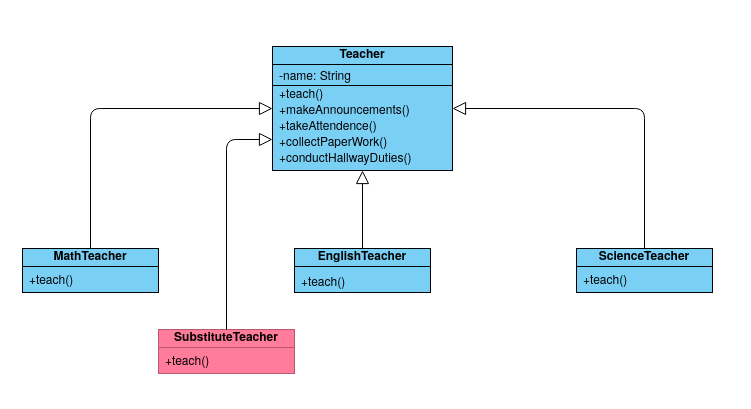 Teacher
-name: String
+teach()
+makeAnnouncements()
+takeAttendence()
+collectPaperWork()
+conductHallwayDuties()
MathTeacher
+teach()
EnglishTeacher
+teach()
ScienceTeacher
+teach()
SubstituteTeacher
+teach()